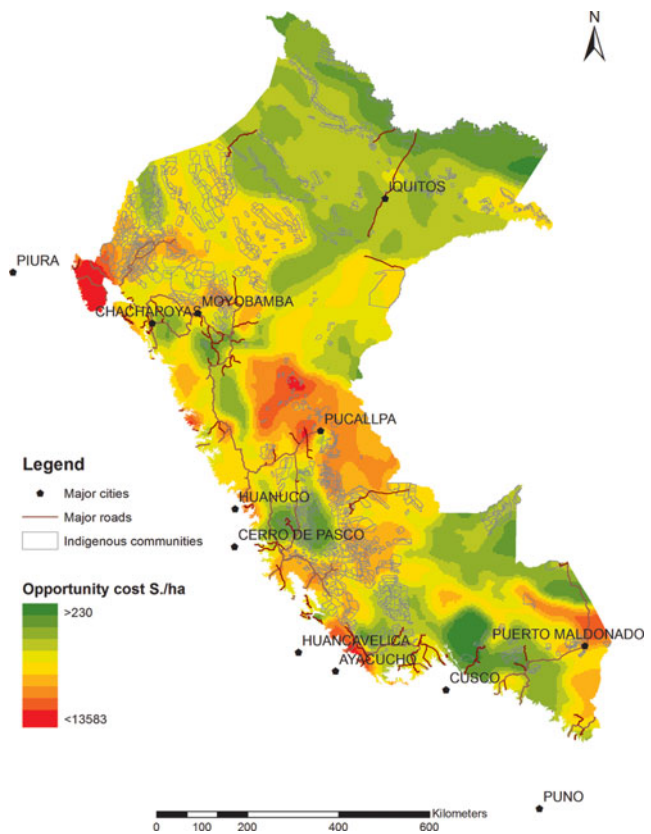 N
IQUITOS
PIURA
MOYOBAMBA
CHACHAROYAS
PUCALLPA
Legend
Major cities
Major roads
Indigenous communities
HUANUCO
CERRO DE PASCO
Opportunity cost S./ha
>230
<13583
HUANCAVELICA
AYACUCHO
PUERTO MALDONADO
CUSCO
PUNO
Kilometers
0 100 200 400 600